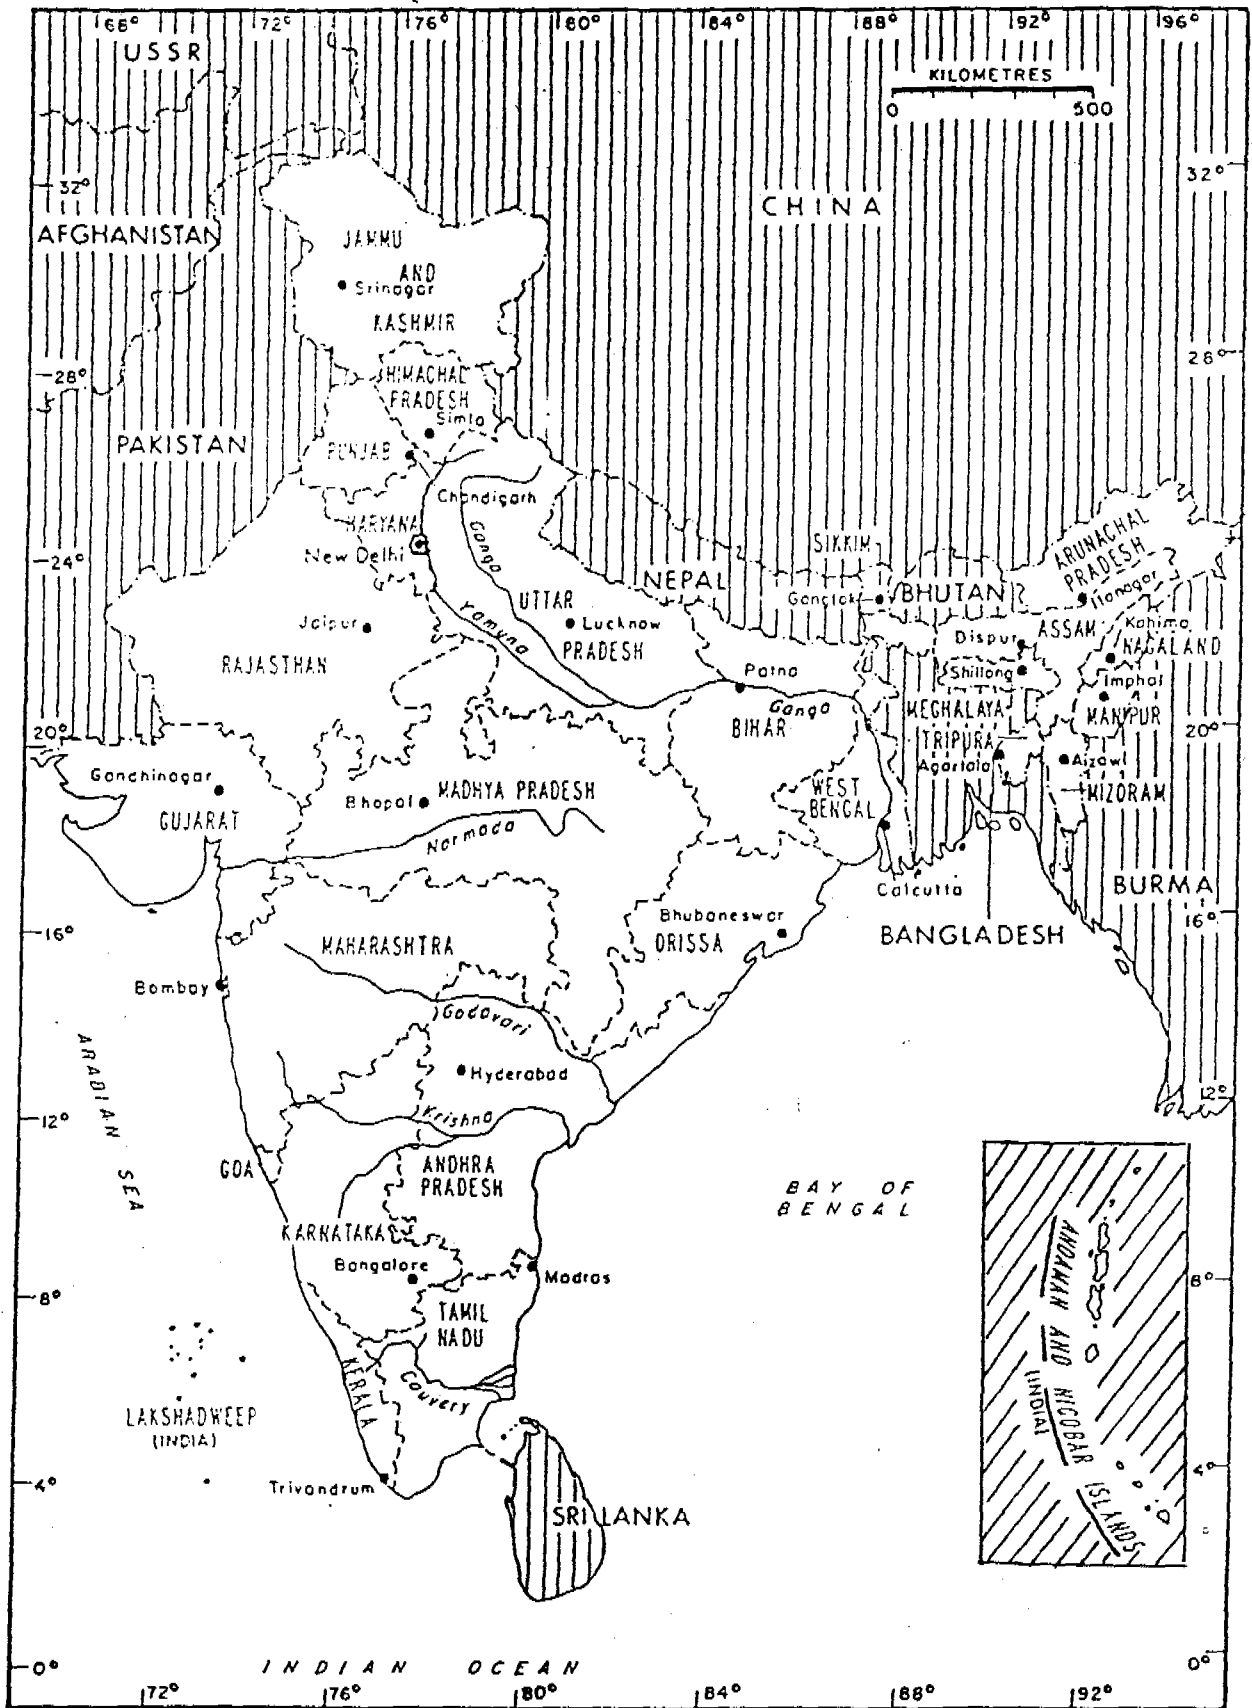 68° 72° 76° 80° 84° 88° 92° 96°
USSR
KILOMETRES
0 500
32° 32°
CHINA
AFGHANISTAN
JAMMU
AND
Srinagar
KASHMIR
28° 28°
HIMACHAL
PRADESH
Simla
PAKISTAN
PUNJAB
Chandigarh
HARYANA
New Delhi
24°
Ganga
SIKKIM
ARUNACHAL
PRADESH
Itanagar
NEPAL
Gangtok
BHUTAN
UTTAR
Lucknow
PRADESH
Yamuna
Jaipur
Kohima
Dispur
ASSAM
NAGALAND
RAJASTHAN
Patna
Shillong
Imphal
Ganga
MEGHALAYA
MANIPUR
BIHAR
20° 20°
TRIPURA
Agartala
Aizawl
Gandhinagar
Bhopal
MADHYA PRADESH
WEST
BENGAL
MIZORAM
GUJARAT
Narmada
Calcutta
BURMA
Bhubaneswar
ORISSA
16° 16°
BANGLADESH
MAHARASHTRA
Bombay
Godavari
ARADIAN SEA
Hyderabad
12° 12°
Krishna
GOA
ANDHRA
PRADESH
BAY OF
BENGAL
KARNATAKA
Bangalore
Madras
8° 8°
TAMIL
NADU
KERALA
Cauvery
LAKSHADWEEP
(INDIA)
ANDAMAN AND NICOBAR ISLANDS
(INDIA)
4° 4°
Trivandrum
SRI LANKA
0° 0°
INDIAN OCEAN
72° 76° 80° 84° 88° 92°